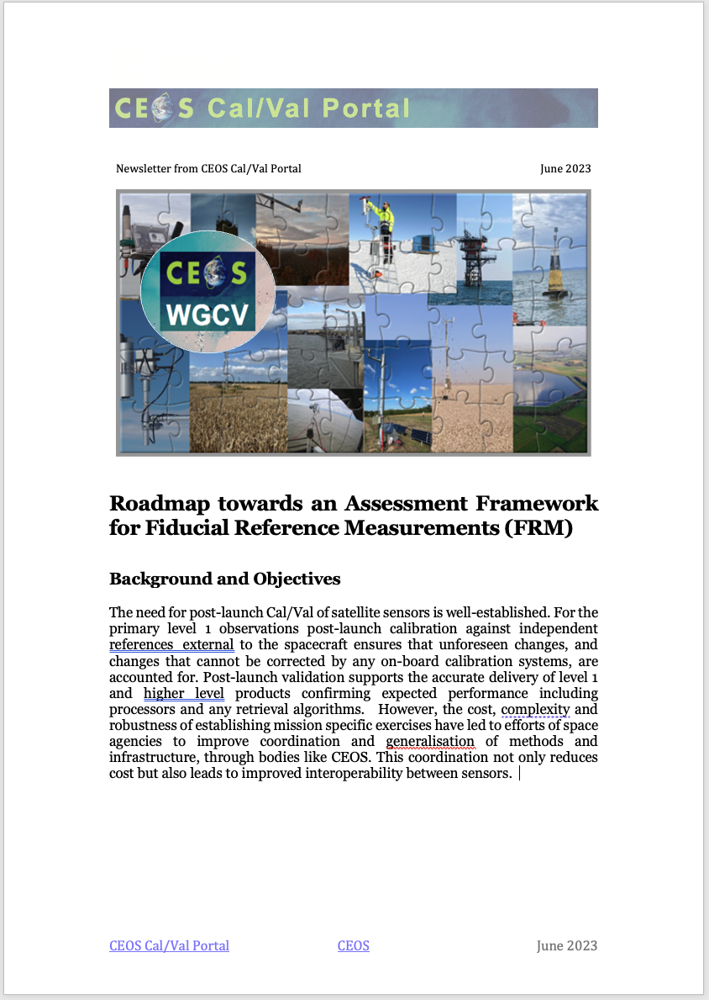 CEOS Cal/Val Portal
Newsletter from CEOS Cal/Val Portal June 2023
CEOS
WGCV
Roadmap towards an Assessment Framework
for Fiducial Reference Measurements (FRM)
Background and Objectives
The need for post-launch Cal/Val of satellite sensors is well-established. For the
primary level 1 observations post-launch calibration against independent
references external to the spacecraft ensures that unforeseen changes, and
changes that cannot be corrected by any on-board calibration systems, are
accounted for. Post-launch validation supports the accurate delivery of level 1
and higher level products confirming expected performance including
processors and any retrieval algorithms. However, the cost, complexity and
robustness of establishing mission specific exercises have led to efforts of space
agencies to improve coordination and generalisation of methods and
infrastructure, through bodies like CEOS. This coordination not only reduces
cost but also leads to improved interoperability between sensors.
CEOS Cal/Val Portal CEOS June 2023